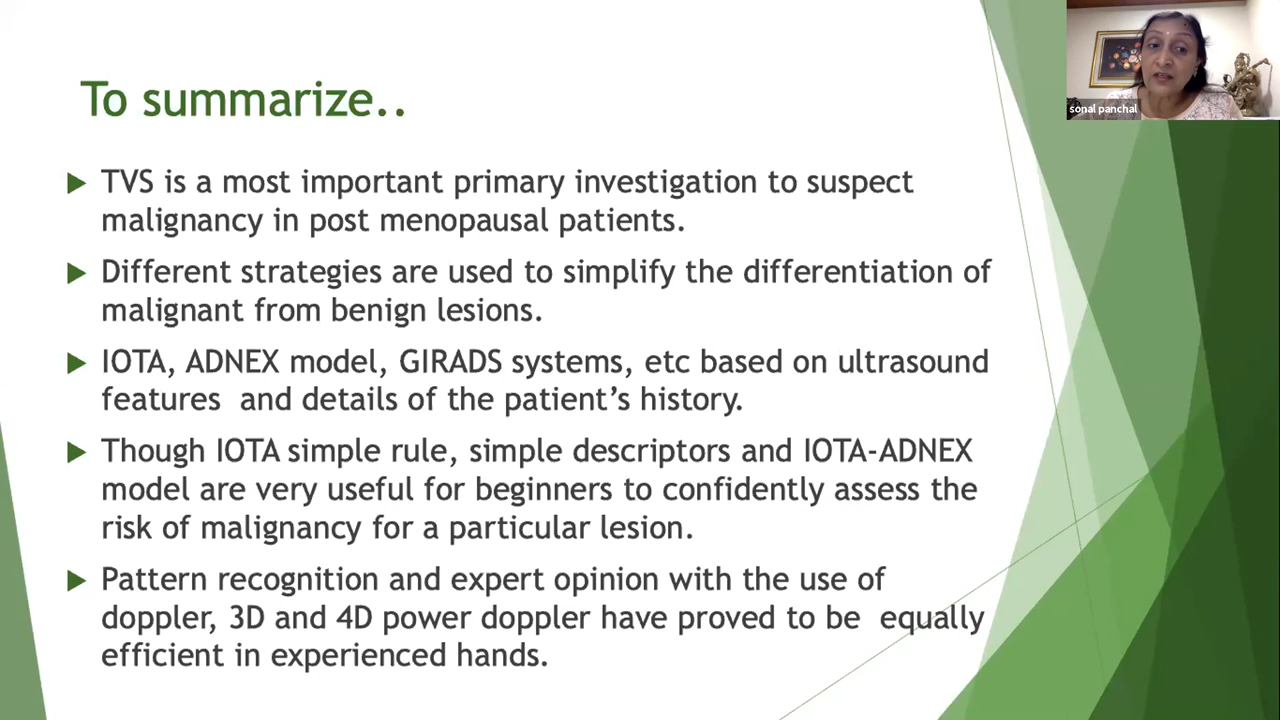 sonal panchal
To summarize..
TVS is a most important primary investigation to suspect
malignancy in post menopausal patients.
Different strategies are used to simplify the differentiation of
malignant from benign lesions.
IOTA, ADNEX model, GIRADS systems, etc based on ultrasound
features  and details of the patient’s history.
Though IOTA simple rule, simple descriptors and IOTA-ADNEX
model are very useful for beginners to confidently assess the
risk of malignancy for a particular lesion.
Pattern recognition and expert opinion with the use of
doppler, 3D and 4D power doppler have proved to be  equally
efficient in experienced hands.